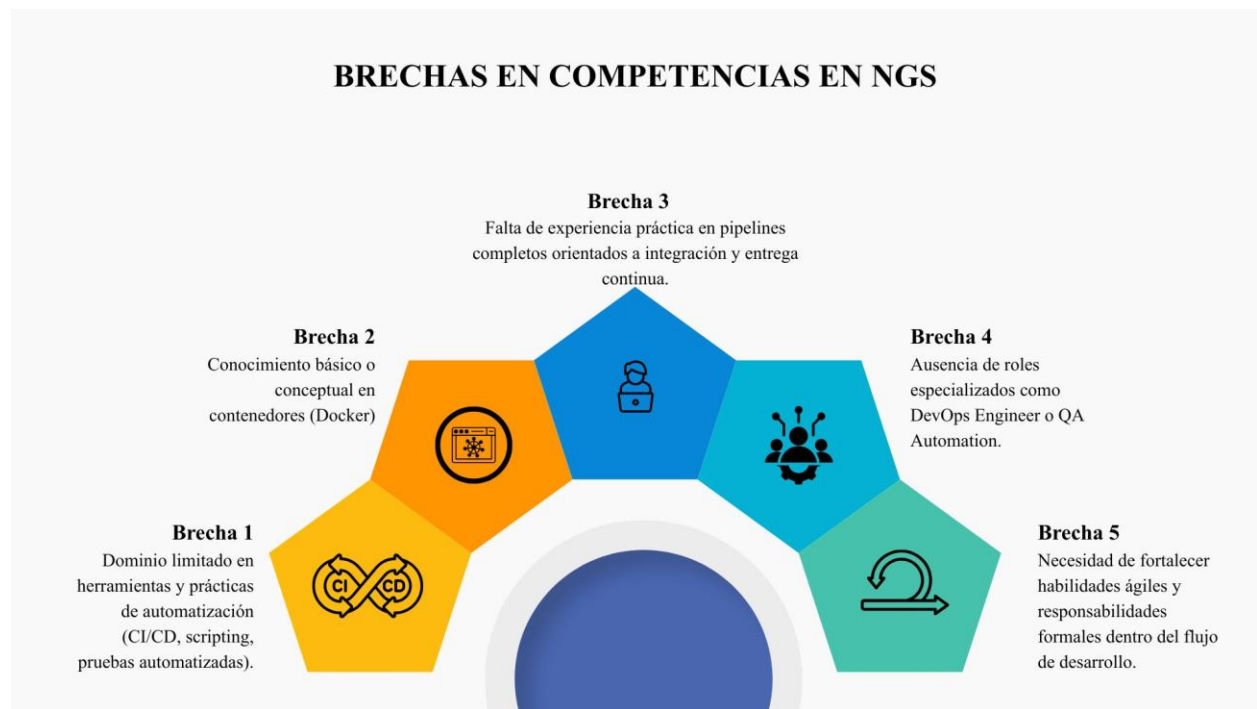 BRECHAS EN COMPETENCIAS EN NGS
Brecha 1
Dominio limitado en
herramientas y prácticas
de automatización
(CI/CD, scripting,
pruebas automatizadas).
CI CD
Brecha 2
Conocimiento básico o
conceptual en
contenedores (Docker)
Brecha 3
Falta de experiencia práctica en pipelines
completos orientados a integración y entrega
continua.
Brecha 4
Ausencia de roles
especializados como
DevOps Engineer o QA
Automation.
Brecha 5
Necesidad de fortalecer
habilidades ágiles y
responsabilidades
formales dentro del flujo
de desarrollo.